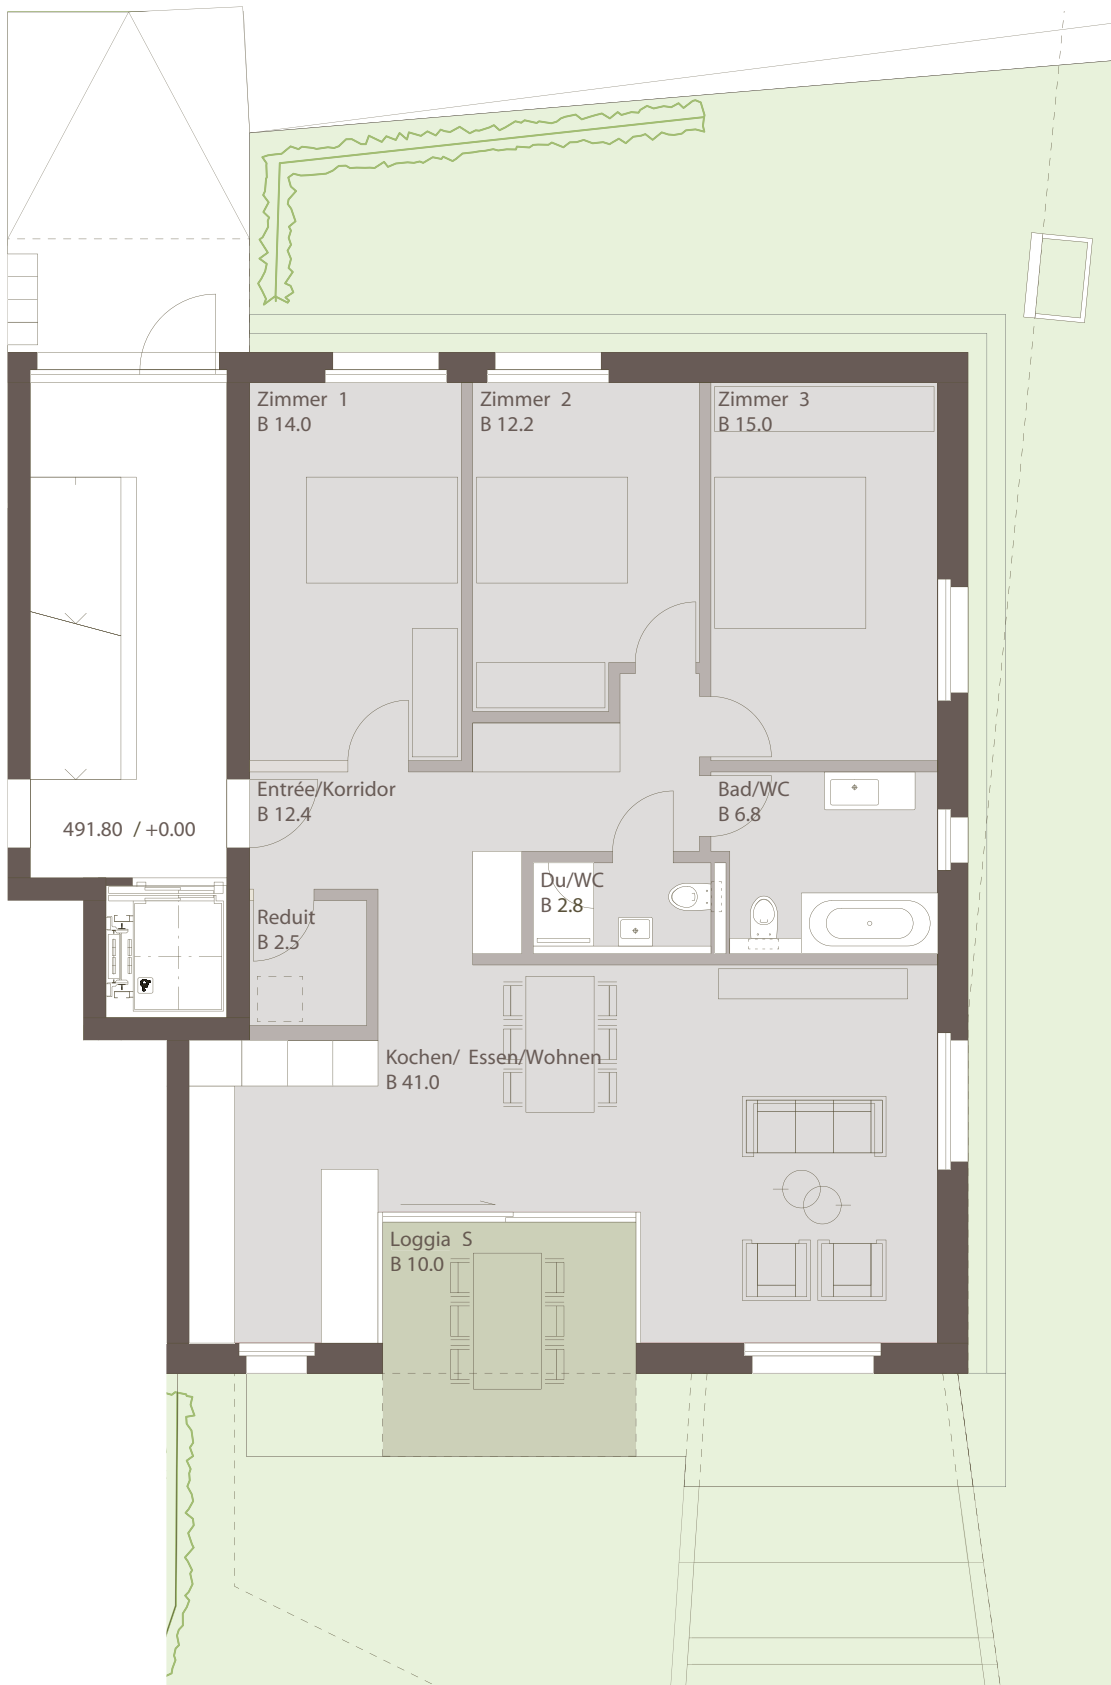 Zimmer 1
B 14.0
Zimmer 2
B 12.2
Zimmer 3
B 15.0
Entrée/Korridor
B 12.4
Bad/WC
B 6.8
491.80 / +0.00
Du/WC
B 2.8
Reduit
B 2.5
Kochen/ Essen/Wohnen
B 41.0
Loggia S
B 10.0